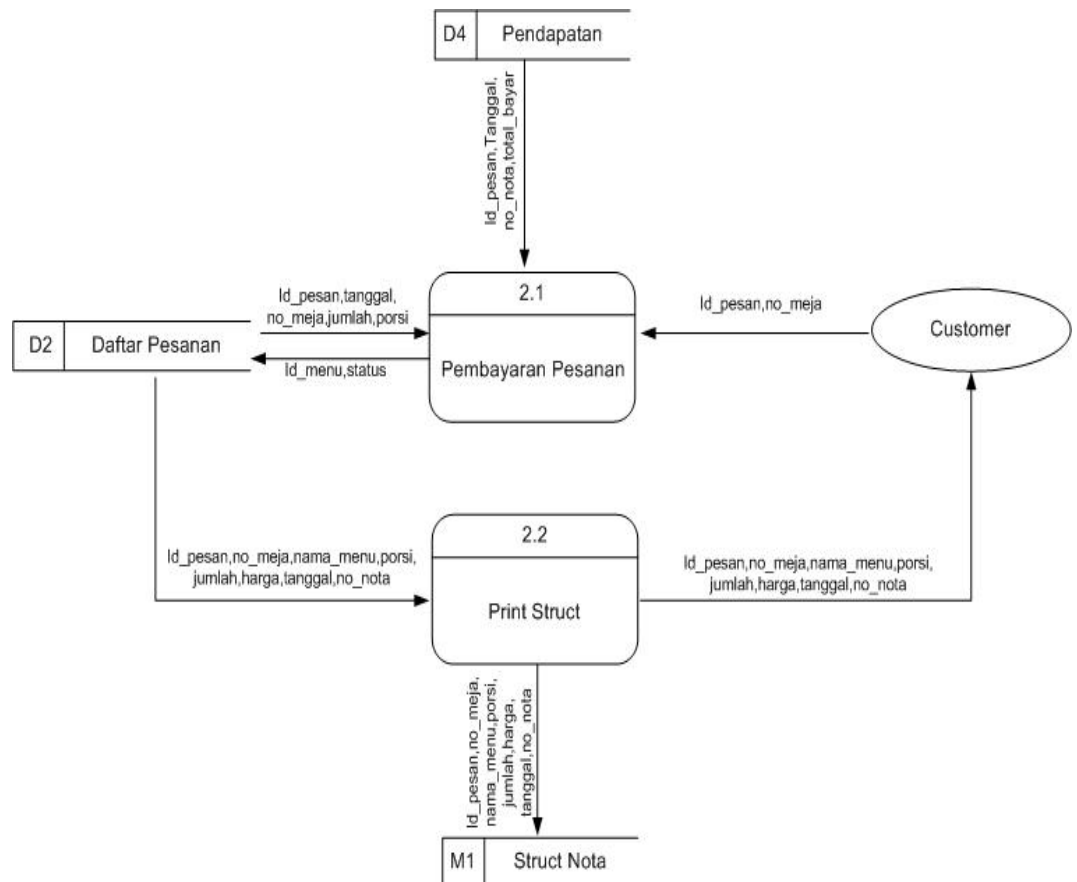 D4 Pendapatan
Id_pesan,Tanggal,
no_nota,total_bayar
Id_pesan,tanggal,
no_meja,jumlah,porsi
D2 Daftar Pesanan
Id_menu,status
2.1
Pembayaran Pesanan
Id_pesan,no_meja
Customer
Id_pesan,no_meja,nama_menu,porsi,
jumlah,harga,tanggal,no_nota
2.2
Print Struct
Id_pesan,no_meja,nama_menu,porsi,
jumlah,harga,tanggal,no_nota
Id_pesan,no_meja,
nama_menu,porsi,
jumlah,harga,
tanggal,no_nota
M1 Struct Nota